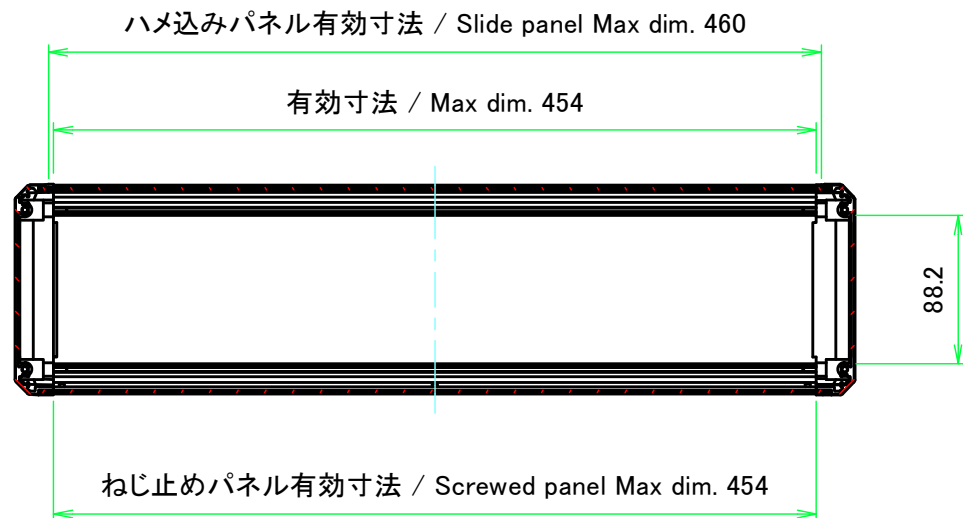 ハメ込みパネル有効寸法 / Slide panel Max dim. 460
有効寸法 / Max dim. 454
88.2
ねじ止めパネル有効寸法 / Screwed panel Max dim. 454